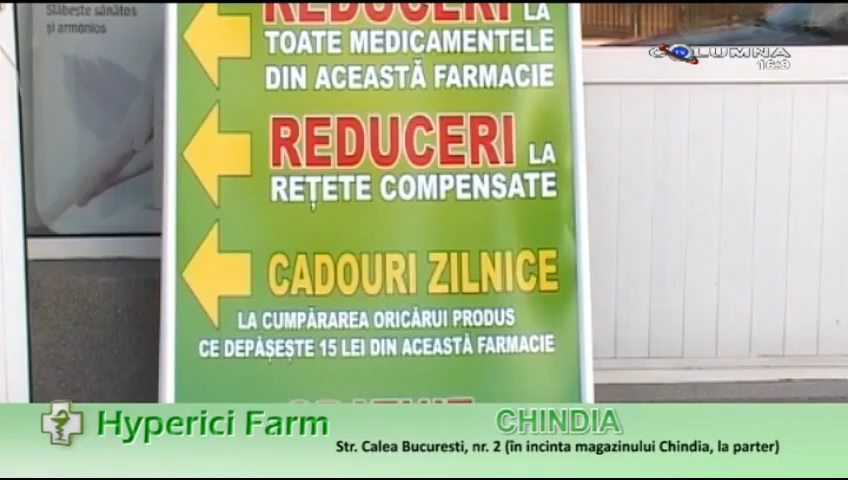 Slăbește sănătos
și armonios
REDUCERI LA
TOATE MEDICAMENTELE
DIN ACEASTĂ FARMACIE
REDUCERI LA
REȚETE COMPENSATE
CADOURI ZILNICE
LA CUMPĂRAREA ORICĂRUI PRODUS
CE DEPĂȘEȘTE 15 LEI DIN ACEASTĂ FARMACIE
COLUMNA
TV
Hyperici Farm
CHINDIA
Str. Calea Bucuresti, nr. 2 (în incinta magazinului Chindia, la parter)